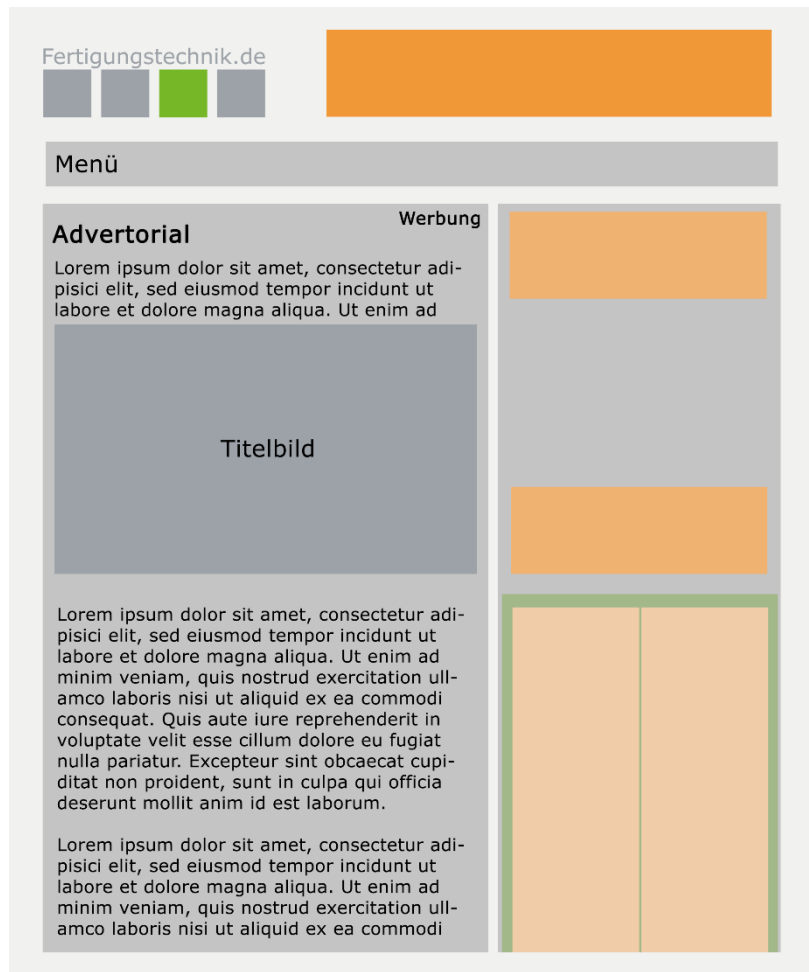 Fertigungstechnik.de
Menü
Werbung
Advertorial
Lorem ipsum dolor sit amet, consectetur adi-
pisici elit, sed eiusmod tempor incidunt ut
labore et dolore magna aliqua. Ut enim ad
Titelbild
Lorem ipsum dolor sit amet, consectetur adi-
pisici elit, sed eiusmod tempor incidunt ut
labore et dolore magna aliqua. Ut enim ad
minim veniam, quis nostrud exercitation ull-
amco laboris nisi ut aliquid ex ea commodi
consequat. Quis aute iure reprehenderit in
voluptate velit esse cillum dolore eu fugiat
nulla pariatur. Excepteur sint obcaecat cupi-
ditat non proident, sunt in culpa qui officia
deserunt mollit anim id est laborum.
Lorem ipsum dolor sit amet, consectetur adi-
pisici elit, sed eiusmod tempor incidunt ut
labore et dolore magna aliqua. Ut enim ad
minim veniam, quis nostrud exercitation ull-
amco laboris nisi ut aliquid ex ea commodi